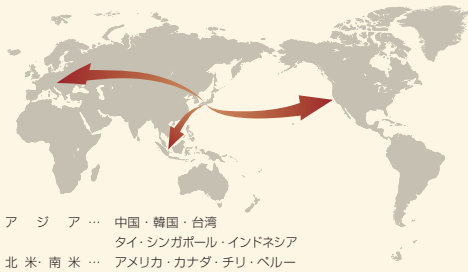 アジア… 中国・韓国・台湾
タイ・シンガポール・インドネシア
北米・南米… アメリカ・カナダ・チリ・ペルー